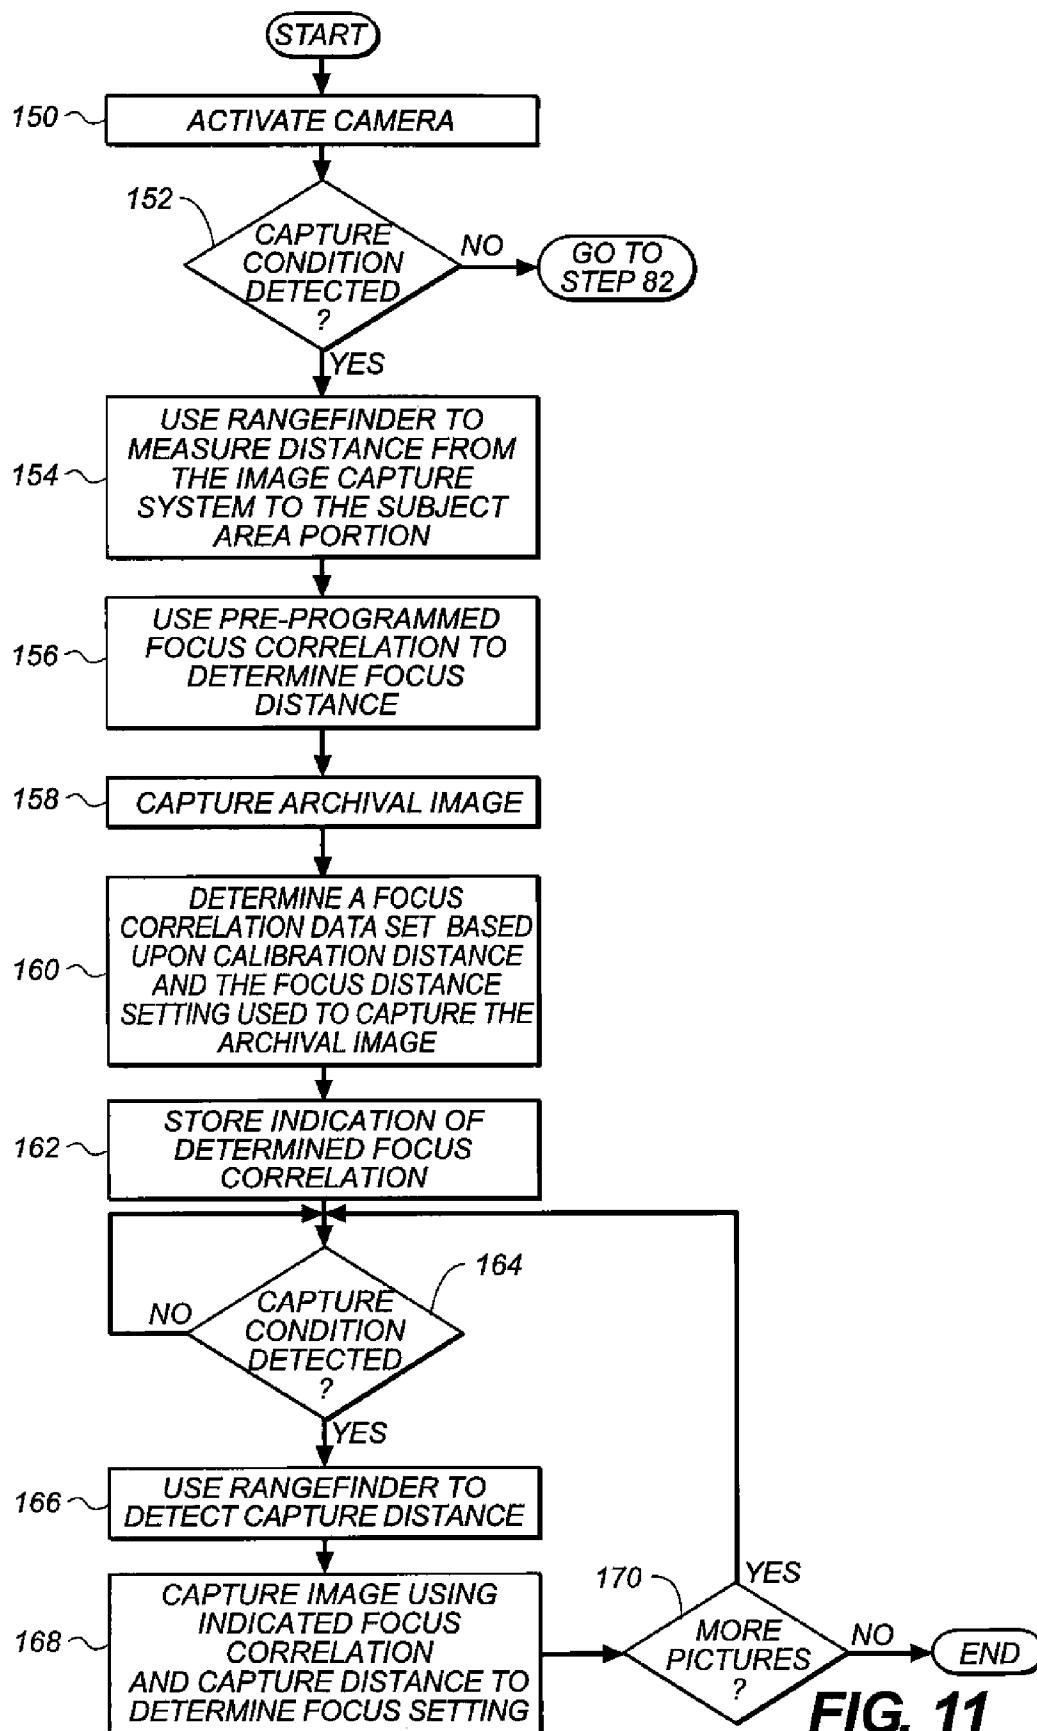 START
150
ACTIVATE CAMERA
152
CAPTURE
CONDITION
DETECTED
?
NO
GO TO
STEP 82
YES
154
USE RANGEFINDER TO
MEASURE DISTANCE FROM
THE IMAGE CAPTURE
SYSTEM TO THE SUBJECT
AREA PORTION
156
USE PRE-PROGRAMMED
FOCUS CORRELATION TO
DETERMINE FOCUS
DISTANCE
158
CAPTURE ARCHIVAL IMAGE
160
DETERMINE A FOCUS
CORRELATION DATA SET BASED
UPON CALIBRATION DISTANCE
AND THE FOCUS DISTANCE
SETTING USED TO CAPTURE THE
ARCHIVAL IMAGE
162
STORE INDICATION OF
DETERMINED FOCUS
CORRELATION
164
NO
CAPTURE
CONDITION
DETECTED
?
YES
166
USE RANGEFINDER TO
DETECT CAPTURE DISTANCE
168
CAPTURE IMAGE USING
INDICATED FOCUS
CORRELATION
AND CAPTURE DISTANCE TO
DETERMINE FOCUS SETTING
170
YES
MORE
PICTURES
?
NO
END
FIG. 11